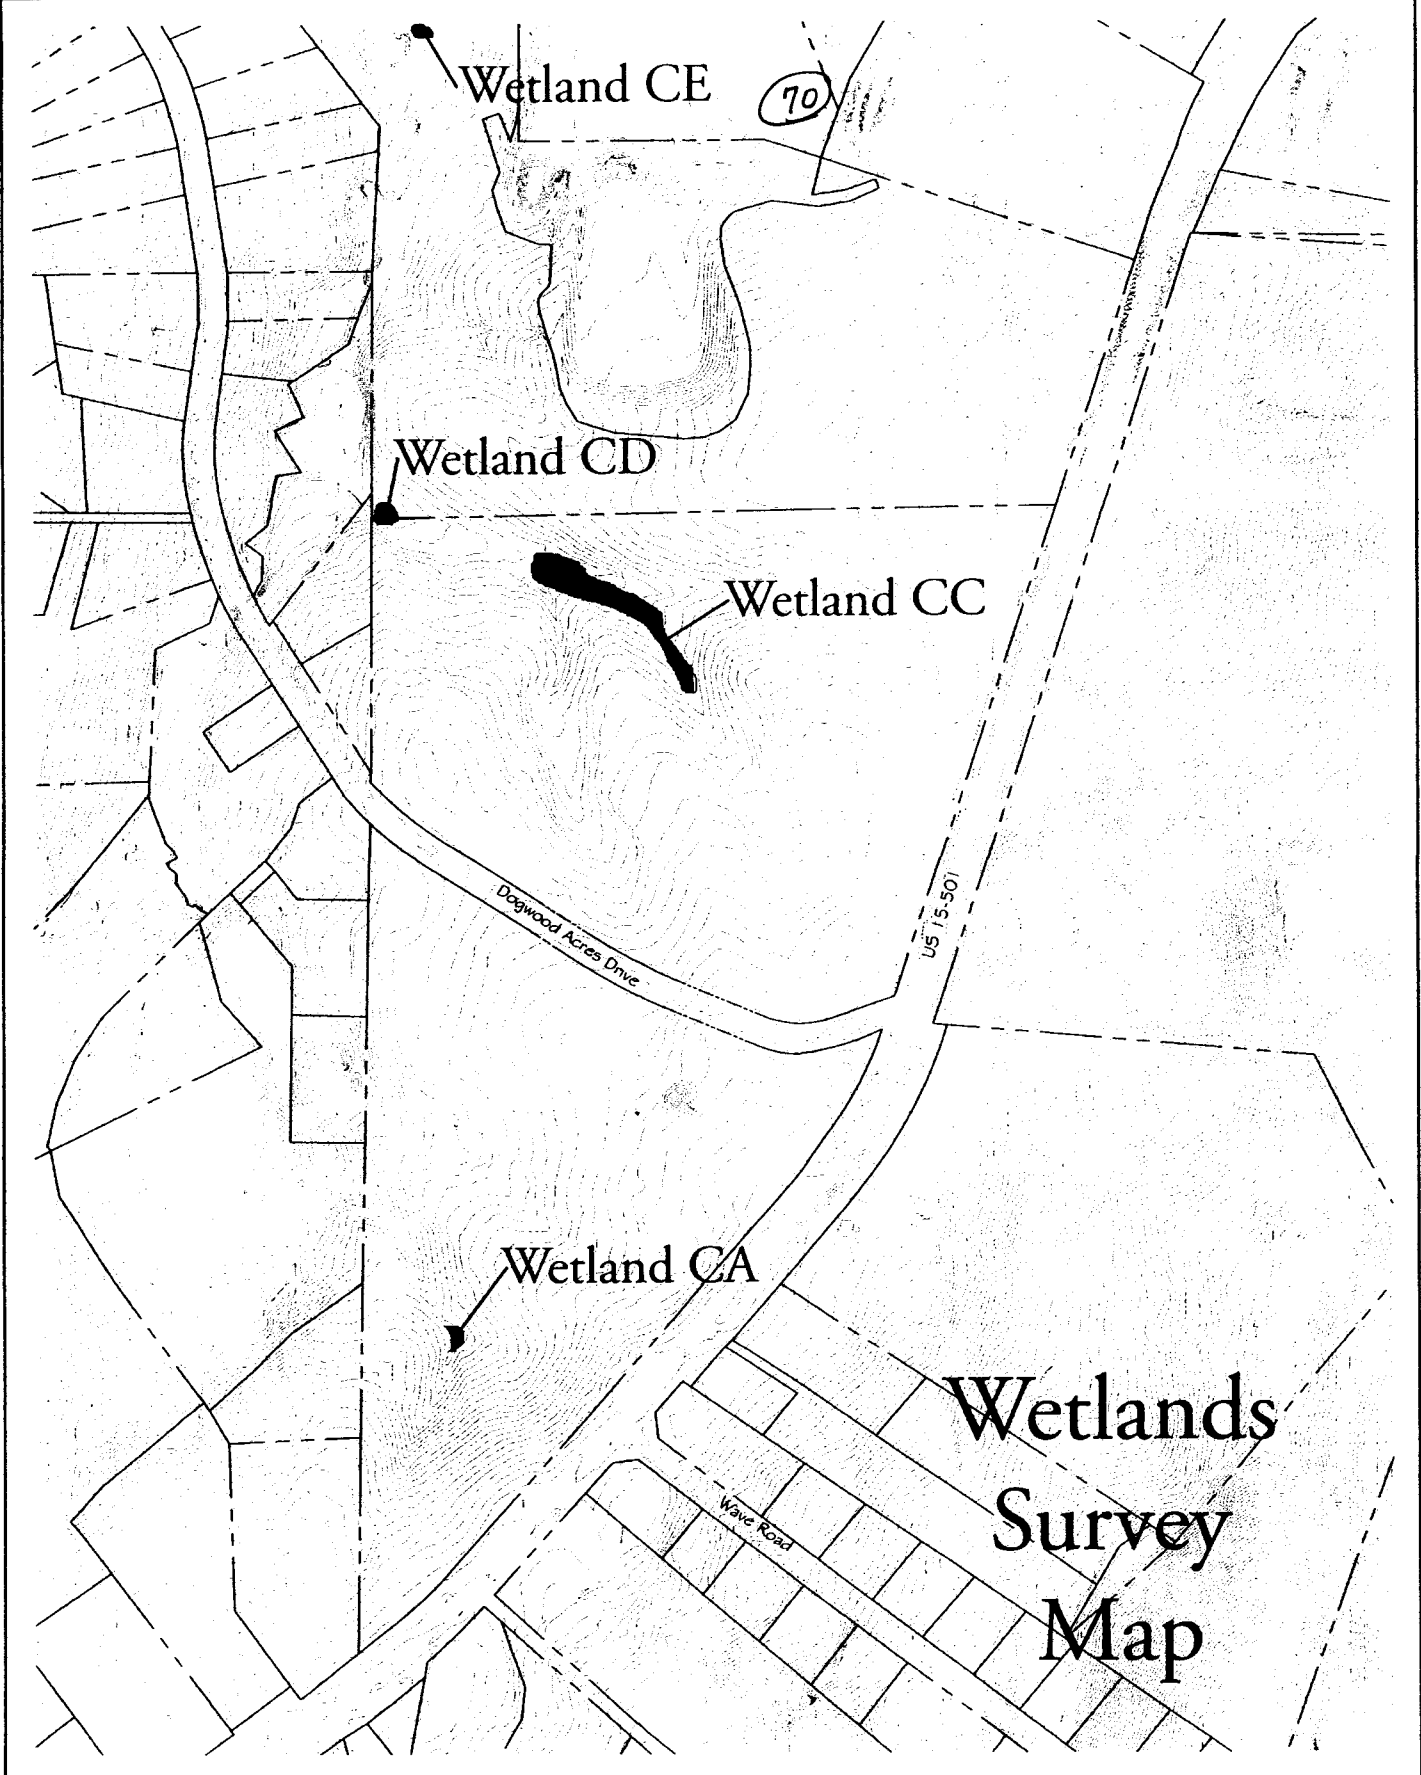 Wetland CE
70
Wetland CD
Wetland CC
Dogwood Acres Drive
US 15-501
Wetland CA
Wetlands
Survey
Map
Wave Road